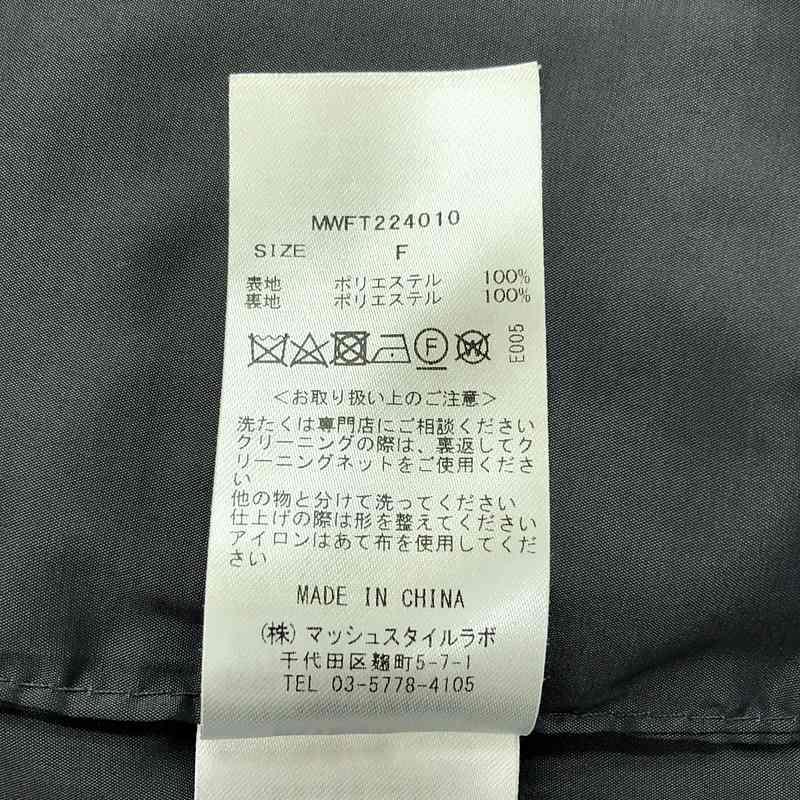 MWFT224010
SIZE F
表地 ポリエステル 100%
裏地 ポリエステル 100%
F W
E005
＜お取り扱い上のご注意＞
洗たくは専門店にご相談ください
クリーニングの際は、裏返してク
リーニングネットをご使用くださ
い
他の物と分けて洗ってください
仕上げの際は形を整えてください
アイロンはあて布を使用してくだ
さい
MADE IN CHINA
(株)マッシュスタイルラボ
千代田区麹町5-7-1
TEL 03-5778-4105